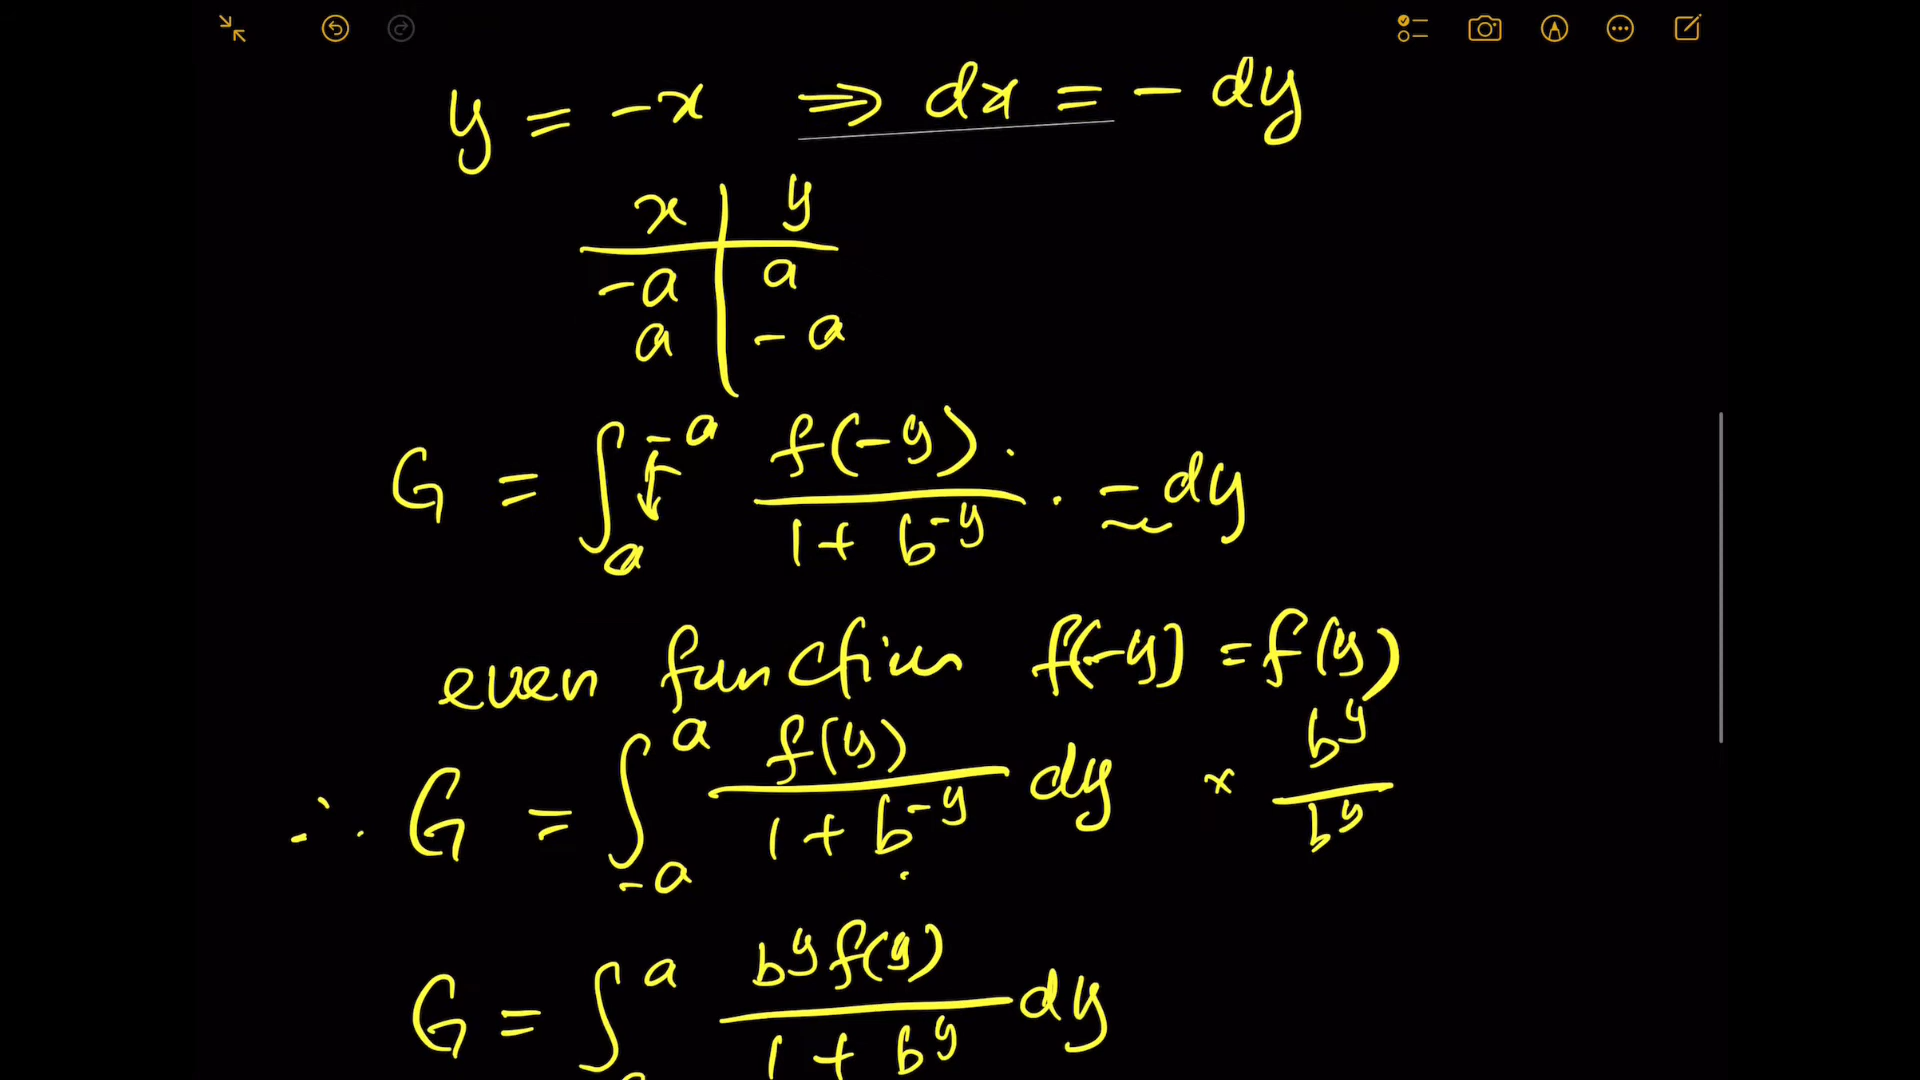 y = -x ⇒ dx = - dy
x | y
-a | a
a | - a
G = ∫_a^{-a} f(-y) / (1 + b^{-y}) · - dy
even function f(-y) = f(y)
∴ G = ∫_{-a}^{a} f(y) / (1 + b^{-y}) dy × b^y / b^y
G = ∫^{a} b^y f(y) / (1 + b^y) dy